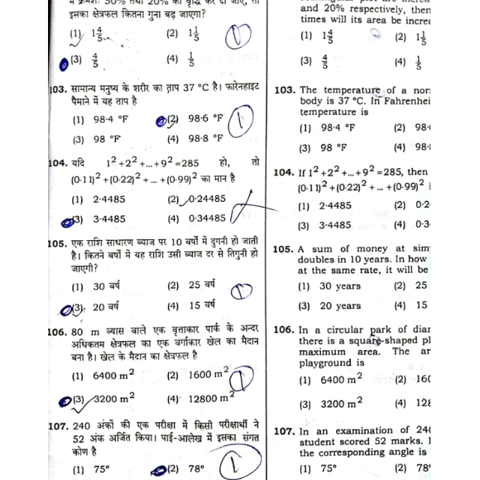 में क्रमशः 50% तथा 20% की वृद्धि कर दी जाए, तो
इसका क्षेत्रफल कितना गुना बढ़ जाएगा?
(1) 1⅘ (2) 1⅕
(3) ⅘ (4) ⅕
103. सामान्य मनुष्य के शरीर का ताप 37 °C है। फारेनहाइट
पैमाने में यह ताप है
(1) 98·4 °F (2) 98·6 °F
(3) 98 °F (4) 98·8 °F
104. यदि 1²+2²+...+9²=285 हो, तो
(0·11)²+(0·22)²+...+(0·99)² का मान है
(1) 2·4485 (2) 0·24485
(3) 3·4485 (4) 0·34485
105. एक राशि साधारण ब्याज पर 10 वर्षों में दुगनी हो जाती
है। कितने वर्षों में यह राशि उसी ब्याज दर से तिगुनी हो
जाएगी?
(1) 30 वर्ष (2) 25 वर्ष
(3) 20 वर्ष (4) 15 वर्ष
106. 80 m व्यास वाले एक वृत्ताकार पार्क के अन्दर
अधिकतम क्षेत्रफल का एक वर्गाकार खेल का मैदान
बना है। खेल के मैदान का क्षेत्रफल है
(1) 6400 m² (2) 1600 m²
(3) 3200 m² (4) 12800 m²
107. 240 अंकों की एक परीक्षा में किसी परीक्षार्थी ने
52 अंक अर्जित किया। पाई-आलेख में इसका संगत
कोण है
(1) 75° (2) 78°
and 20% respectively, then
times will its area be
(1) 1⅘ (2) 1⅕
(3) ⅘ (4) ⅕
103. The temperature of a
body is 37 °C. In
temperature is
(1) 98·4 °F (2)
(3) 98 °F (4)
104. If 1²+2²+...+9²=285, then
(0·11)²+(0·22)²+...+(0·99)²
(1) 2·4485 (2)
(3) 3·4485 (4)
105. A sum of money at
doubles in 10 years. In how
at the same rate, it will be
(1) 30 years (2) 25
(3) 20 years (4) 15
106. In a circular park of
there is a square-shaped
maximum area. The
playground is
(1) 6400 m² (2)
(3) 3200 m² (4)
107. In an examination of
student scored 52 marks.
the corresponding angle is
(1) 75° (2) 78°